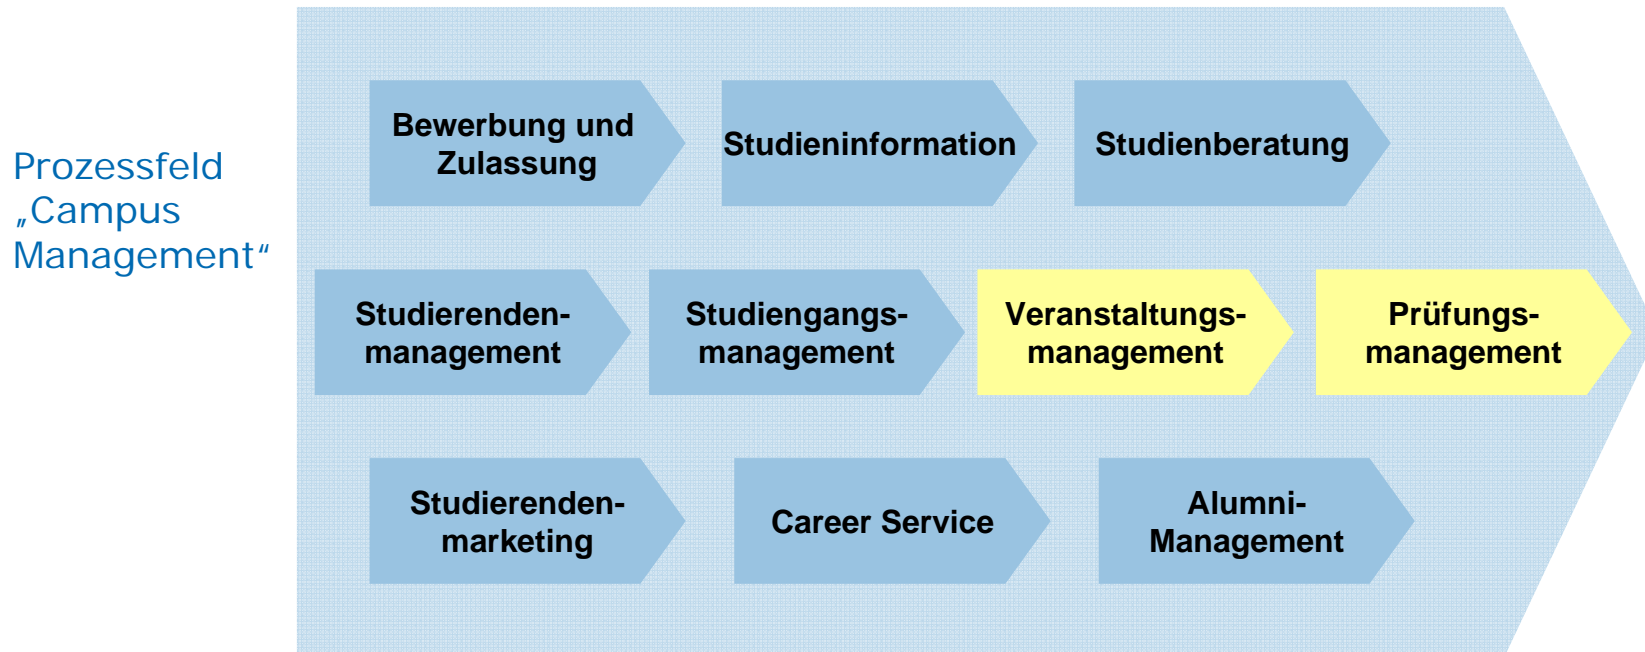 Prozessfeld
„Campus
Management“
Bewerbung und
Zulassung
Studieninformation
Studienberatung
Studierenden-
management
Studiengangs-
management
Veranstaltungs-
management
Prüfungs-
management
Studierenden-
marketing
Career Service
Alumni-
Management